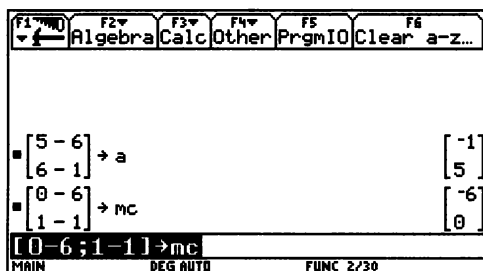 F1 F2 F3 F4 F5 F6
Algebra Calc Other PrgmIO Clear a-z…
[5 - 6
6 - 1] → a [-1
5]
[0 - 6
1 - 1] → mc [-6
0]
[0-6;1-1]→mc
MAIN DEG AUTO FUNC 2/30